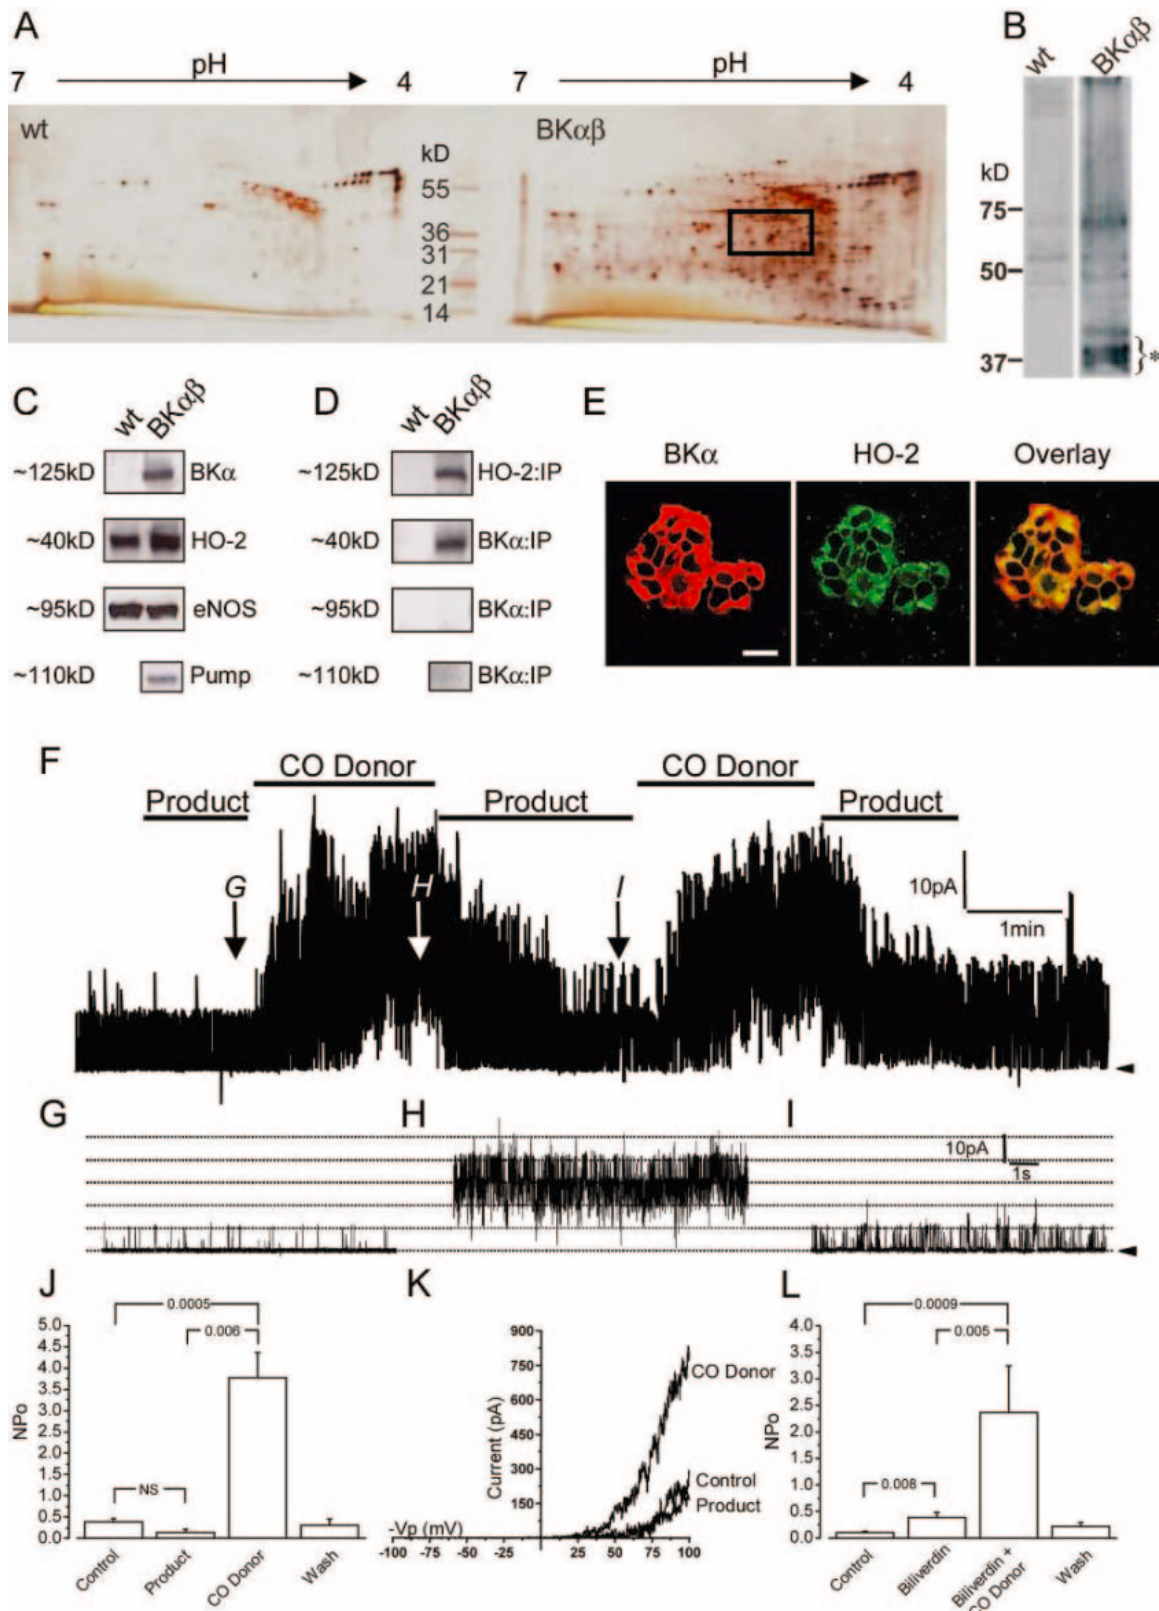 A
pH
7
4
pH
7
4
wt
BKαβ
kD
55
36
31
21
14
B
wt
BKαβ
kD
75
50
37
*
C
wt
BKαβ
~125kD
BKα
~40kD
HO-2
~95kD
eNOS
~110kD
Pump
D
wt
BKαβ
~125kD
HO-2:IP
~40kD
BKα:IP
~95kD
BKα:IP
~110kD
BKα:IP
E
BKα
HO-2
Overlay
F
CO Donor
CO Donor
Product
Product
Product
G
H
I
10pA
1min
G
H
I
10pA
1s
J
0.0005
0.006
NS
NPo
5.0
4.5
4.0
3.5
3.0
2.5
2.0
1.5
1.0
0.5
0.0
Control
Product
CO Donor
Wash
K
Current (pA)
900
750
600
450
300
150
CO Donor
Control
Product
-Vp (mV)
-100
-75
-50
-25
25
50
75
100
L
0.0009
0.005
0.008
NPo
4.0
3.5
3.0
2.5
2.0
1.5
1.0
0.5
0.0
Control
Biliverdin
Biliverdin +
CO Donor
Wash